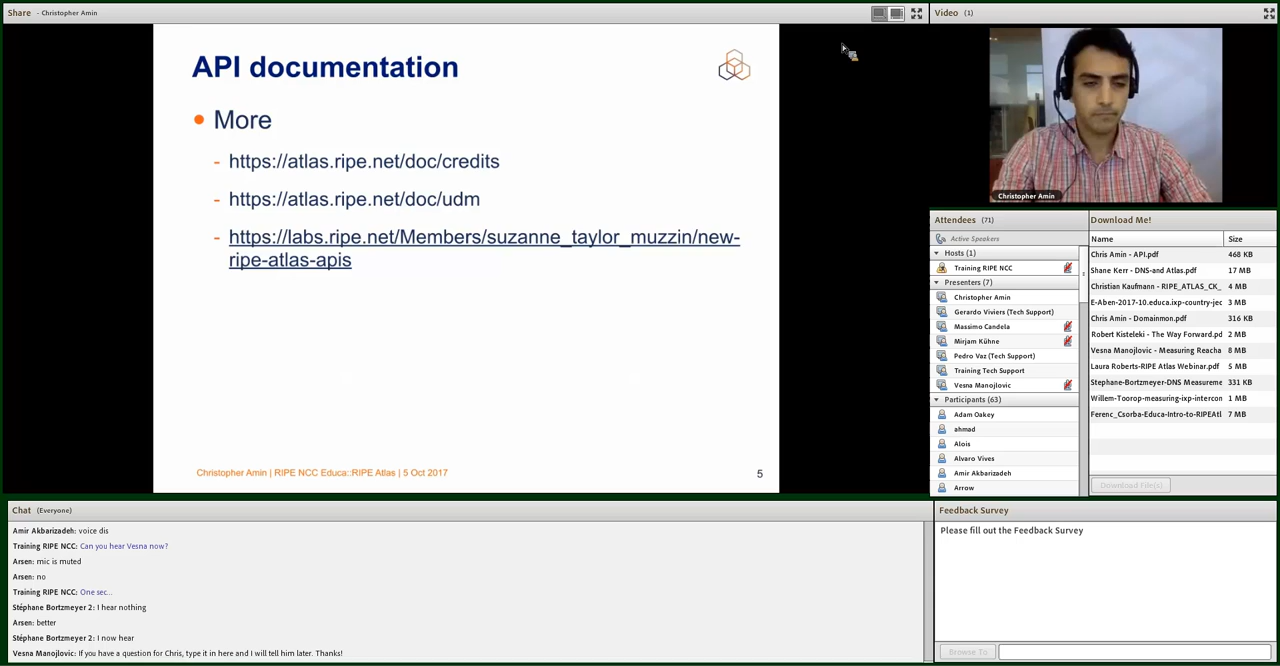 Share - Christopher Amin
Video (1)
API documentation
More
- https://atlas.ripe.net/doc/credits
- https://atlas.ripe.net/doc/udm
- https://labs.ripe.net/Members/suzanne_taylor_muzzin/new-
ripe-atlas-apis
Christopher Amin | RIPE NCC Educa::RIPE Atlas | 5 Oct 2017
5
Christopher Amin
Attendees (71)
Active Speakers
Hosts (1)
Training RIPE NCC
Presenters (7)
Christopher Amin
Gerardo Viviers (Tech Support)
Massimo Candela
Mirjam Kühne
Pedro Vaz (Tech Support)
Training Tech Support
Vesna Manojlovic
Participants (63)
Adam Oakey
ahmad
Alois
Alvaro Vives
Amir Akbarizadeh
Arrow
Download Me!
Name Size
Chris Amin - API.pdf 468 KB
Shane Kerr - DNS-and Atlas.pdf 17 MB
Christian Kaufmann - RIPE_ATLAS_CK_ 4 MB
E-Aben-2017-10.educa.ixp-country-jec 3 MB
Chris Amin - Domainmon.pdf 316 KB
Robert Kisteleki - The Way Forward.pd 2 MB
Vesna Manojlovic - Measuring Reacha 8 MB
Laura Roberts-RIPE Atlas Webinar.pdf 5 MB
Stephane-Bortzmeyer-DNS Measureme 331 KB
Willem-Toorop-measuring-ixp-intercon 1 MB
Ferenc_Csorba-Educa-Intro-to-RIPEAtl 7 MB
Download File(s)
Chat (Everyone)
Amir Akbarizadeh: voice dis
Training RIPE NCC: Can you hear Vesna now?
Arsen: mic is muted
Arsen: no
Training RIPE NCC: One sec...
Stéphane Bortzmeyer 2: I hear nothing
Arsen: better
Stéphane Bortzmeyer 2: I now hear
Vesna Manojlovic: If you have a question for Chris, type it in here and I will tell him later. Thanks!
Feedback Survey
Please fill out the Feedback Survey
Browse To